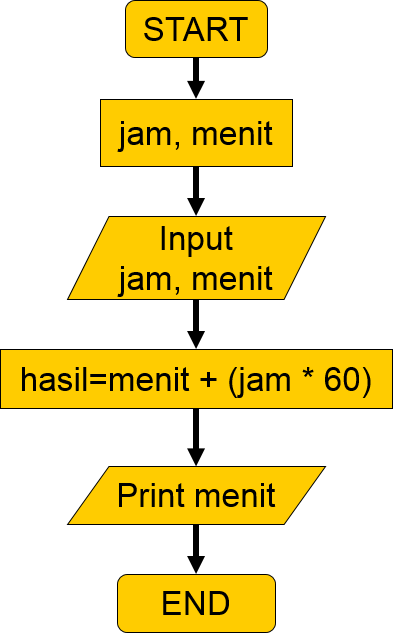 START
jam, menit
Input
jam, menit
hasil=menit + (jam * 60)
Print menit
END